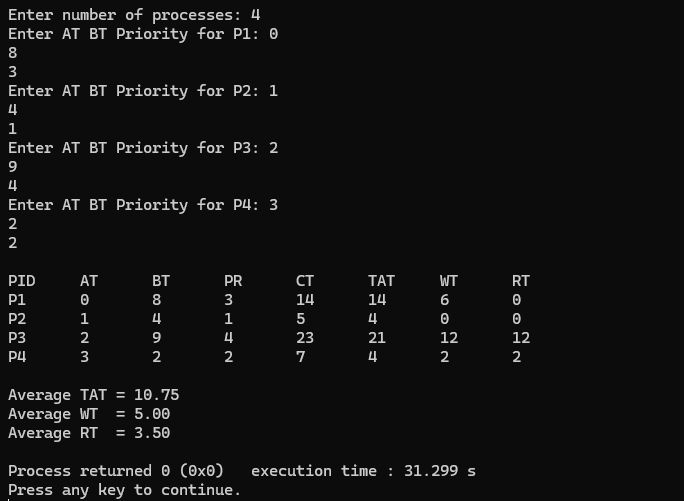 Enter number of processes: 4
Enter AT BT Priority for P1: 0
8
3
Enter AT BT Priority for P2: 1
4
1
Enter AT BT Priority for P3: 2
9
4
Enter AT BT Priority for P4: 3
2
2
PID AT BT PR CT TAT WT RT
P1 0 8 3 14 14 6 0
P2 1 4 1 5 4 0 0
P3 2 9 4 23 21 12 12
P4 3 2 2 7 4 2 2
Average TAT = 10.75
Average WT  = 5.00
Average RT  = 3.50
Process returned 0 (0x0)   execution time : 31.299 s
Press any key to continue.